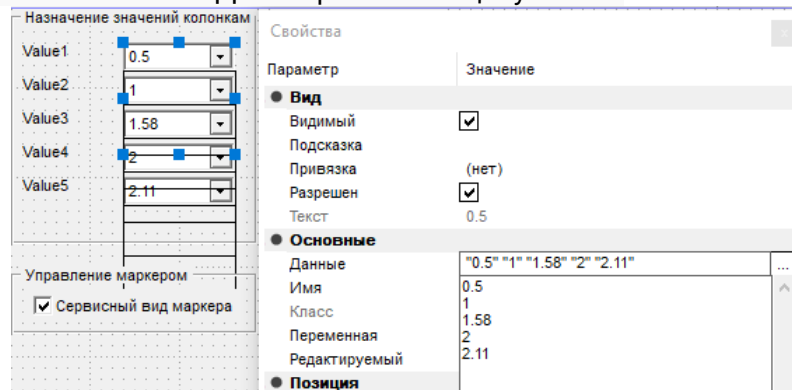 Назначение значений колонкам
Value1
0.5
Value2
1
Value3
1.58
Value4
2
Value5
2.11
Управление маркером
Сервисный вид маркера
Свойства
x
Параметр Значение
Вид
Видимый
Подсказка
Привязка (нет)
Разрешен
Текст 0.5
Основные
Данные "0.5" "1" "1.58" "2" "2.11" ...
Имя 0.5
Класс 1
1.58
Переменная 2
Редактируемый 2.11
Позиция